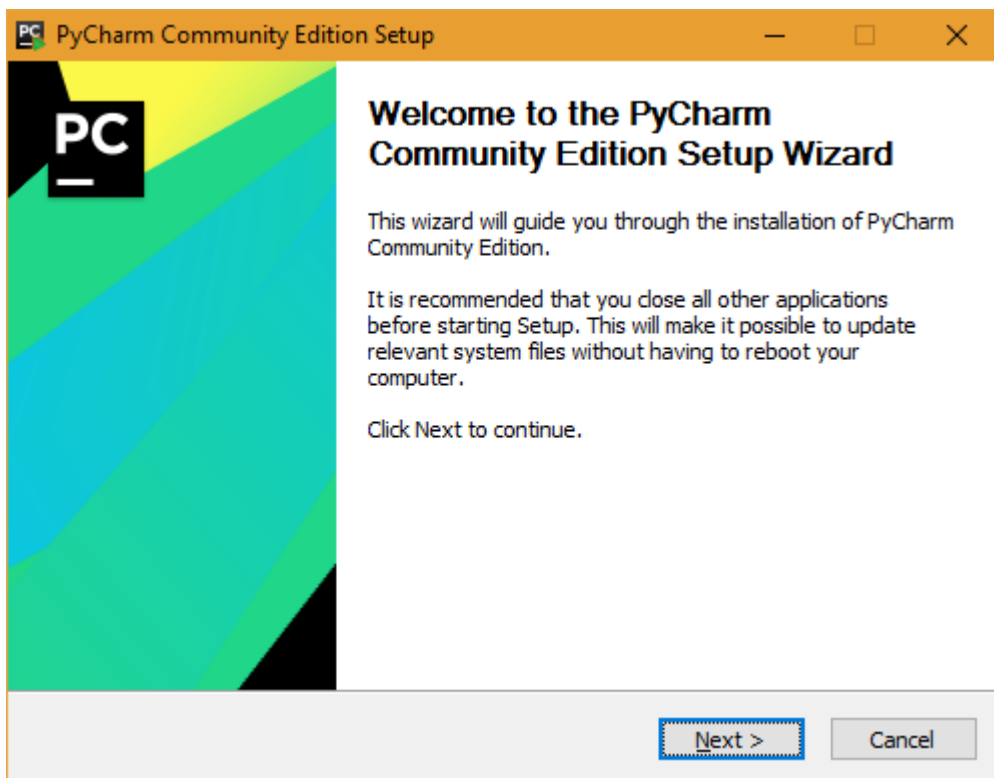 PyCharm Community Edition Setup
PC
Welcome to the PyCharm
Community Edition Setup Wizard
This wizard will guide you through the installation of PyCharm
Community Edition.
It is recommended that you close all other applications
before starting Setup. This will make it possible to update
relevant system files without having to reboot your
computer.
Click Next to continue.
Next >
Cancel